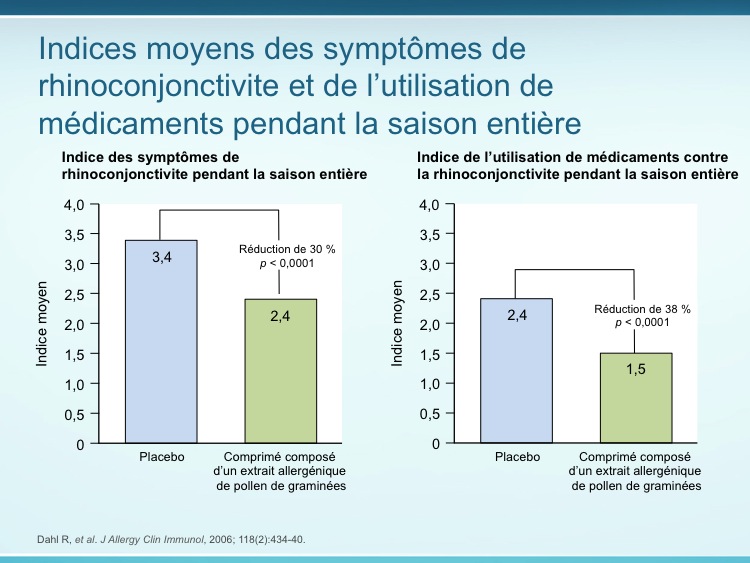 Indices moyens des symptômes de
rhinoconjonctivite et de l’utilisation de
médicaments pendant la saison entière
Indice des symptômes de
rhinoconjonctivite pendant la saison entière
Indice moyen
4,0
3,5
3,0
2,5
2,0
1,5
1,0
0,5
0
3,4
Réduction de 30 %
p < 0,0001
2,4
Placebo
Comprimé composé
d’un extrait allergénique
de pollen de graminées
Indice de l’utilisation de médicaments contre
la rhinoconjonctivite pendant la saison entière
Indice moyen
4,0
3,5
3,0
2,5
2,0
1,5
1,0
0,5
0
2,4
Réduction de 38 %
p < 0,0001
1,5
Placebo
Comprimé composé
d’un extrait allergénique
de pollen de graminées
Dahl R, et al. J Allergy Clin Immunol, 2006; 118(2):434-40.